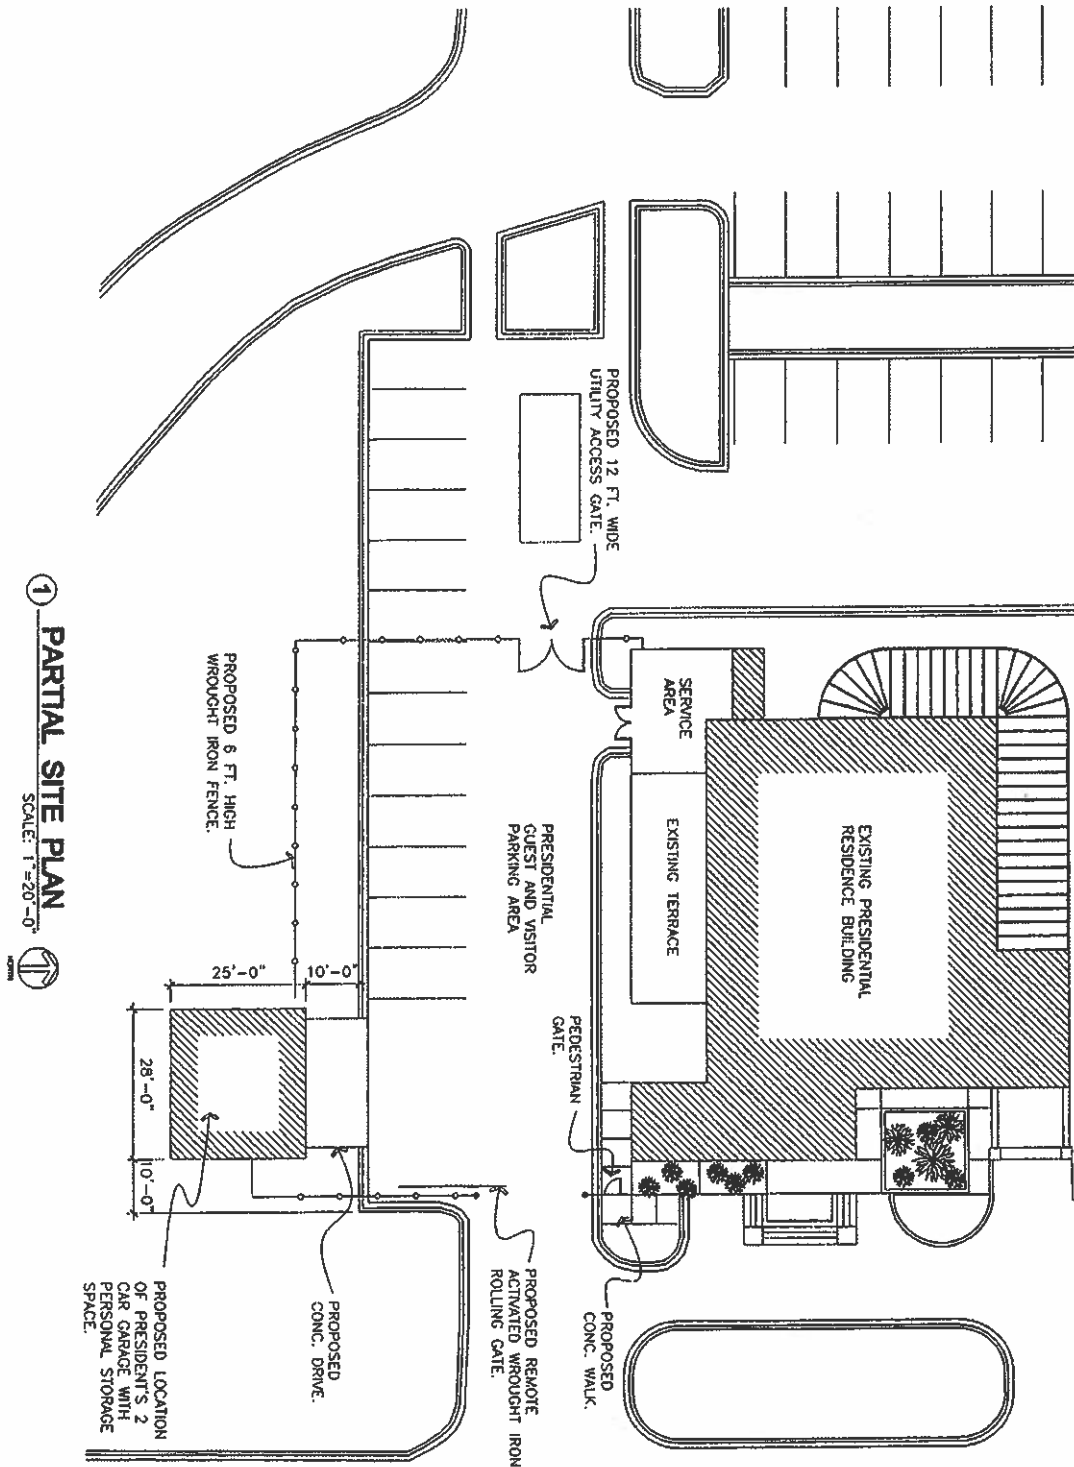 PROPOSED 12 FT. WIDE
UTILITY ACCESS GATE.
SERVICE
AREA
EXISTING TERRACE
EXISTING PRESIDENTIAL
RESIDENCE BUILDING
PRESIDENTIAL
GUEST AND VISITOR
PARKING AREA
PEDESTRIAN
GATE.
PROPOSED 6 FT. HIGH
WROUGHT IRON FENCE.
25'-0"
10'-0"
28'-0"
10'-0"
PROPOSED
CONC. WALK.
PROPOSED REMOTE
ACTIVATED WROUGHT IRON
ROLLING GATE.
PROPOSED
CONC. DRIVE.
PROPOSED LOCATION
OF PRESIDENT'S 2
CAR GARAGE WITH
PERSONAL STORAGE
SPACE.
1 PARTIAL SITE PLAN
SCALE: 1"=20'-0"
NORTH